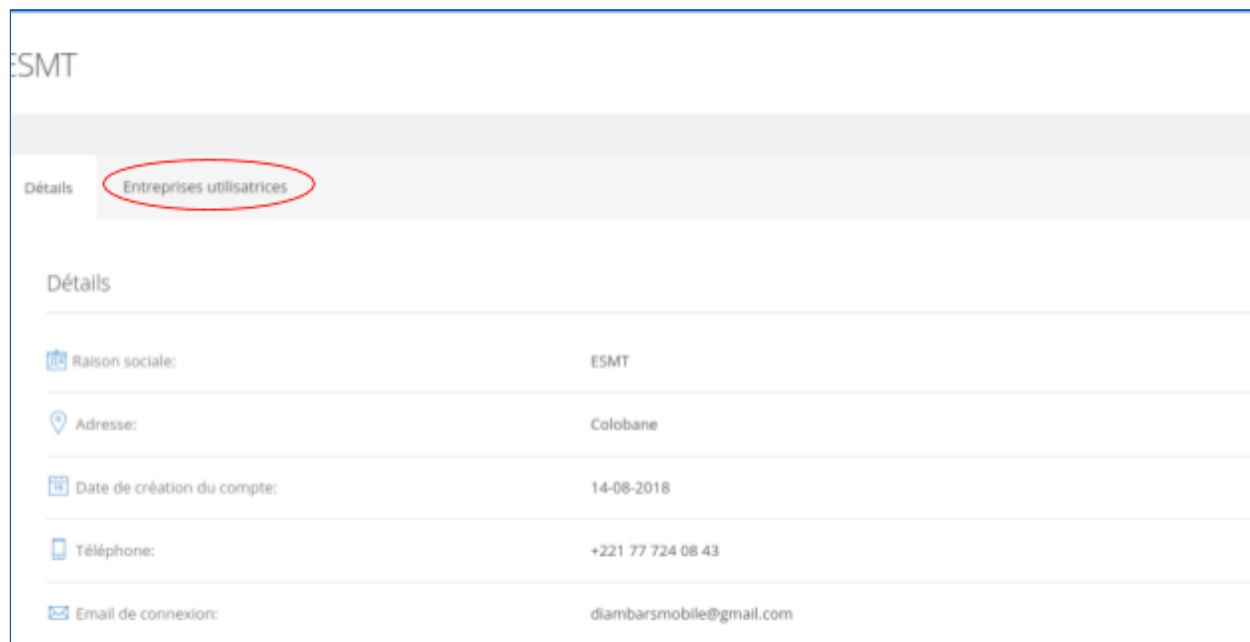 ESMT
Détails Entreprises utilisatrices
Détails
Raison sociale: ESMT
Adresse: Colobane
Date de création du compte: 14-08-2018
Téléphone: +221 77 724 08 43
Email de connexion: diambarsmobile@gmail.com